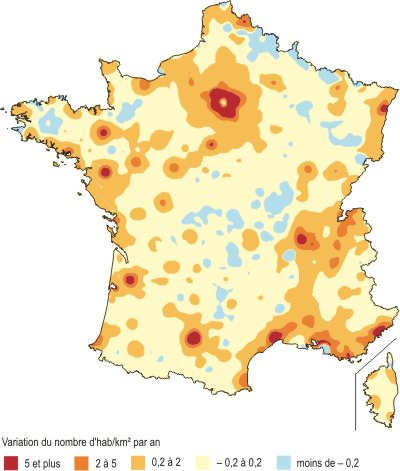 Variation du nombre d'hab/km² par an
5 et plus 2 à 5 0,2 à 2 – 0,2 à 0,2 moins de – 0,2